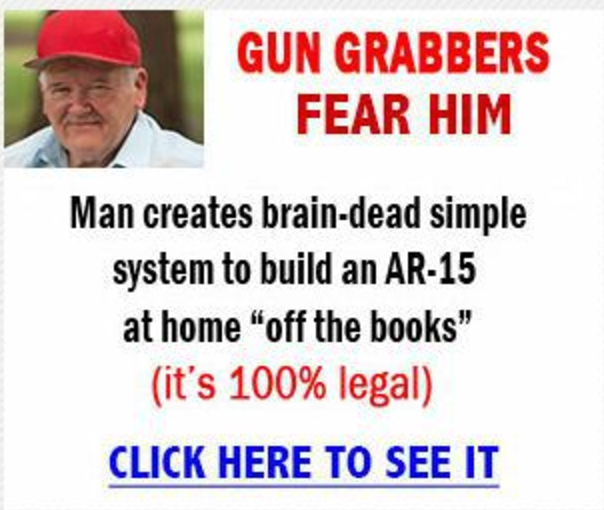 GUN GRABBERS
FEAR HIM
Man creates brain-dead simple
system to build an AR-15
at home “off the books”
(it's 100% legal)
CLICK HERE TO SEE IT